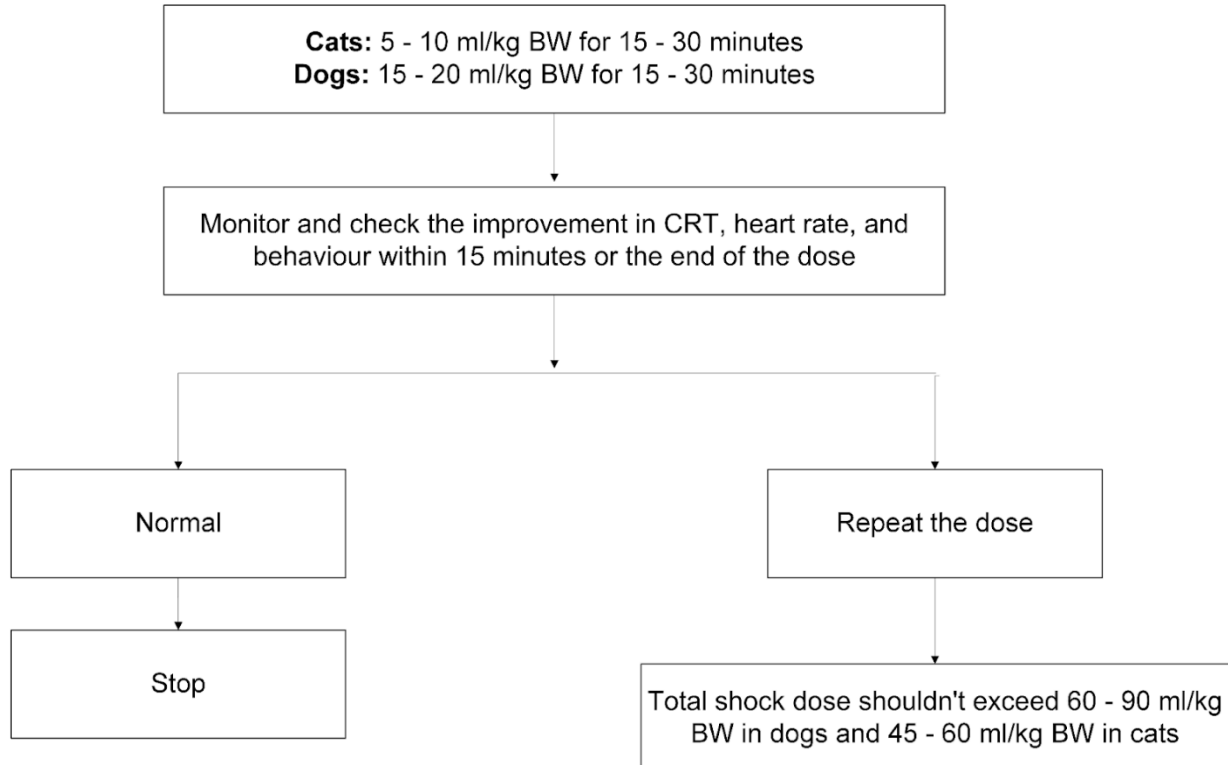 Cats: 5 - 10 ml/kg BW for 15 - 30 minutes
Dogs: 15 - 20 ml/kg BW for 15 - 30 minutes
Monitor and check the improvement in CRT, heart rate, and
behaviour within 15 minutes or the end of the dose
Normal
Repeat the dose
Stop
Total shock dose shouldn't exceed 60 - 90 ml/kg
BW in dogs and 45 - 60 ml/kg BW in cats